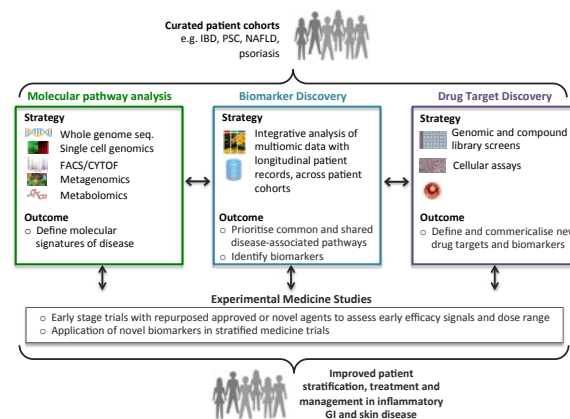 Curated patient cohorts
e.g. IBD, PSC, NAFLD,
psoriasis
Molecular pathway analysis
Strategy
Whole genome seq.
Single cell genomics
FACS/CYTOF
Metagenomics
Metabolomics
Outcome
o Define molecular
signatures of disease
Biomarker Discovery
Strategy
Integrative analysis of
multiomic data with
longitudinal patient
records, across patient
cohorts
Outcome
o Prioritise common and shared
disease-associated pathways
o Identify biomarkers
Drug Target Discovery
Strategy
Genomic and compound
library screens
Cellular assays
Outcome
o Define and commericalise new
drug targets and biomarkers
Experimental Medicine Studies
o Early stage trials with repurposed approved or novel agents to assess early efficacy signals and dose range
o Application of novel biomarkers in stratified medicine trials
Improved patient
stratification, treatment and
management in inflammatory
GI and skin disease